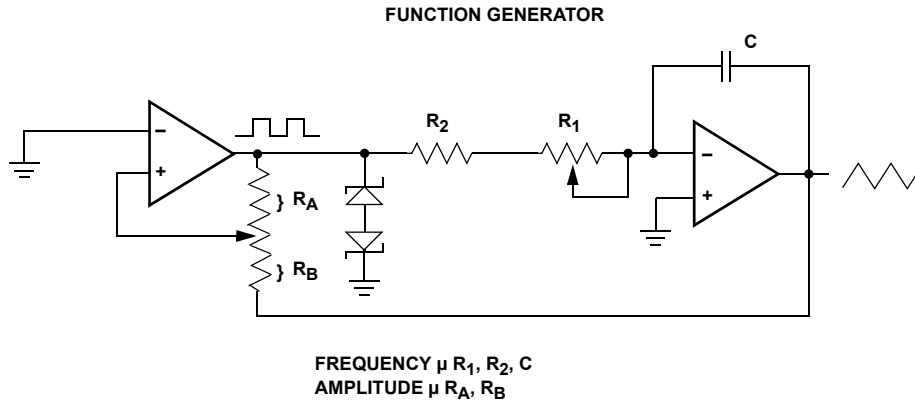 FUNCTION GENERATOR
C
R2
R1
−
+
} RA
} RB
−
+
FREQUENCY µ R1, R2, C
AMPLITUDE µ RA, RB